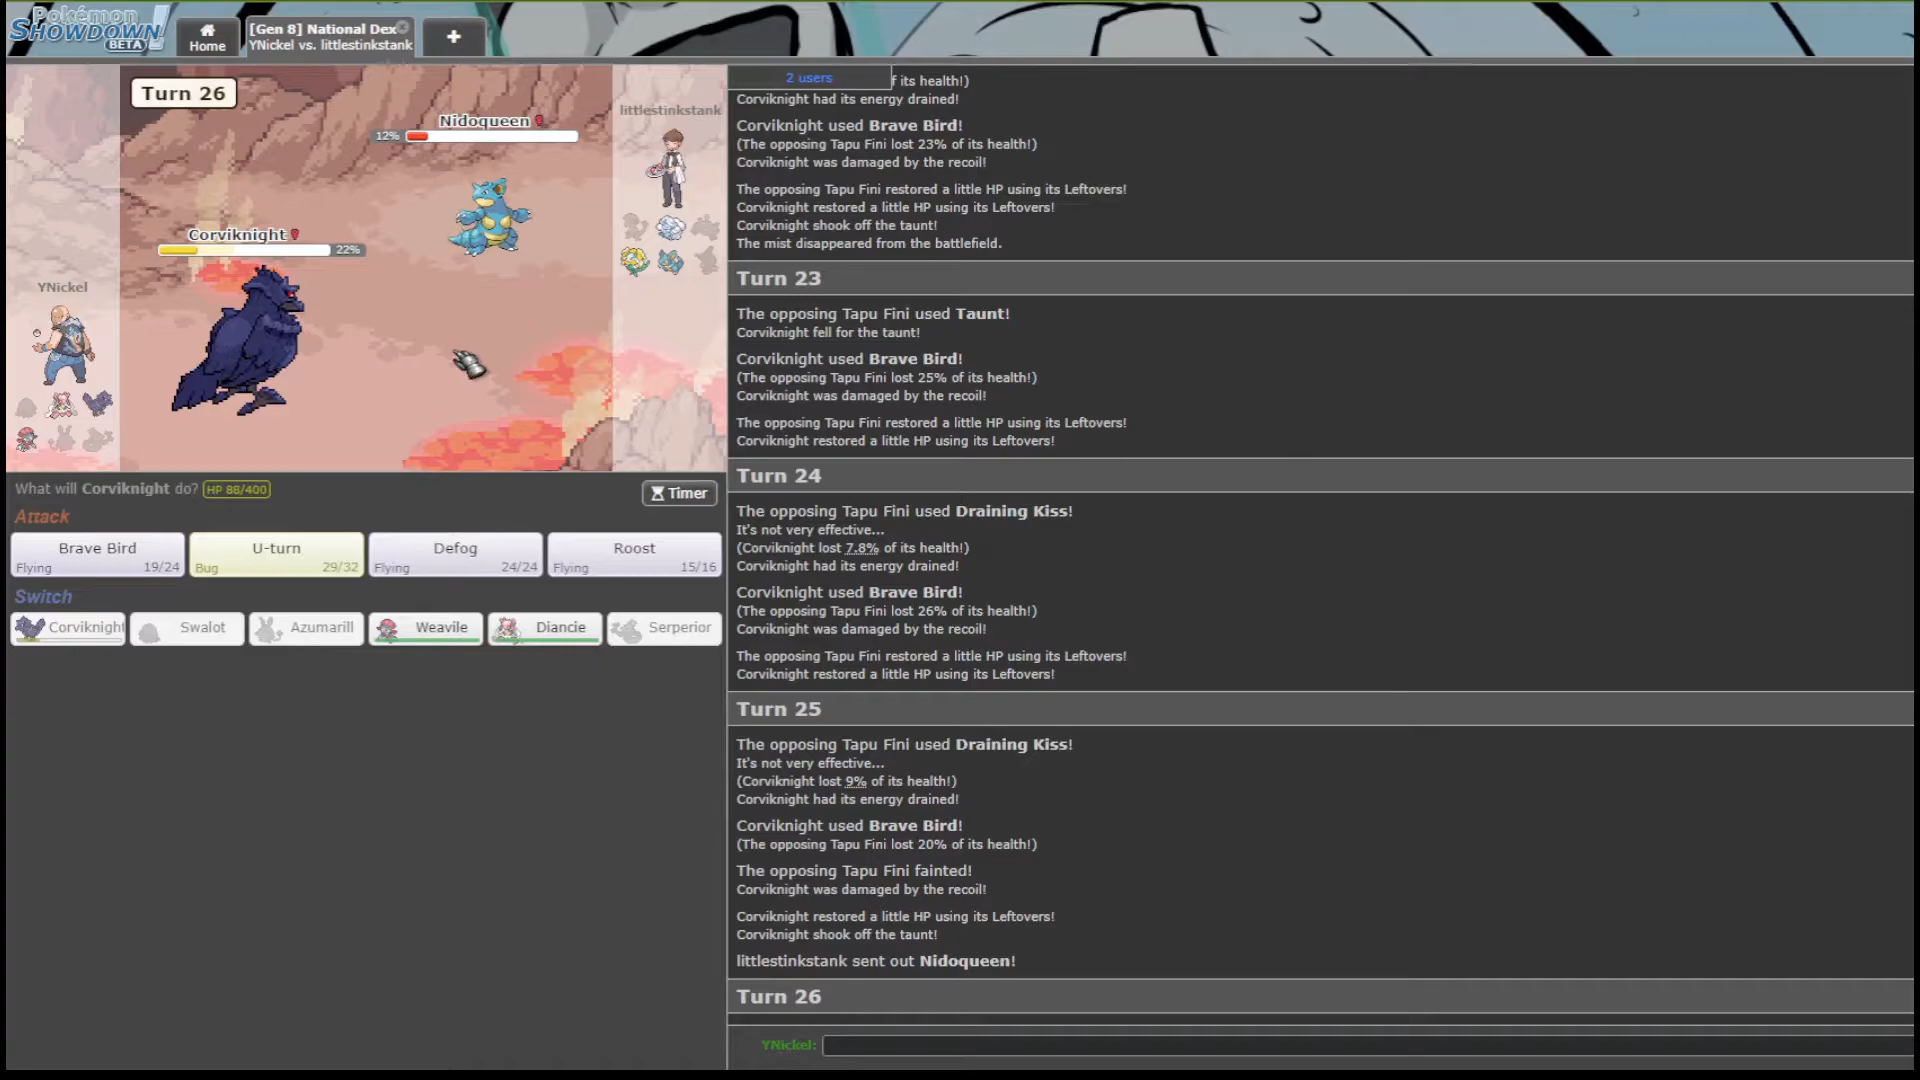 Pokémon
SHOWDOWN!
BETA
Home
[Gen 8] National Dex
YNickel vs. littlestinkstank
+
Turn 26
Nidoqueen
12%
littlestinkstank
Corviknight
22%
YNickel
What will Corviknight do? HP 88/400
Timer
Attack
Brave Bird
Flying 19/24
U-turn
Bug 29/32
Defog
Flying 24/24
Roost
Flying 15/16
Switch
Corviknight
Swalot
Azumarill
Weavile
Diancie
Serperior
2 users
f its health!)
Corviknight had its energy drained!
Corviknight used Brave Bird!
(The opposing Tapu Fini lost 23% of its health!)
Corviknight was damaged by the recoil!
The opposing Tapu Fini restored a little HP using its Leftovers!
Corviknight restored a little HP using its Leftovers!
Corviknight shook off the taunt!
The mist disappeared from the battlefield.
Turn 23
The opposing Tapu Fini used Taunt!
Corviknight fell for the taunt!
Corviknight used Brave Bird!
(The opposing Tapu Fini lost 25% of its health!)
Corviknight was damaged by the recoil!
The opposing Tapu Fini restored a little HP using its Leftovers!
Corviknight restored a little HP using its Leftovers!
Turn 24
The opposing Tapu Fini used Draining Kiss!
It's not very effective...
(Corviknight lost 7.8% of its health!)
Corviknight had its energy drained!
Corviknight used Brave Bird!
(The opposing Tapu Fini lost 26% of its health!)
Corviknight was damaged by the recoil!
The opposing Tapu Fini restored a little HP using its Leftovers!
Corviknight restored a little HP using its Leftovers!
Turn 25
The opposing Tapu Fini used Draining Kiss!
It's not very effective...
(Corviknight lost 9% of its health!)
Corviknight had its energy drained!
Corviknight used Brave Bird!
(The opposing Tapu Fini lost 20% of its health!)
The opposing Tapu Fini fainted!
Corviknight was damaged by the recoil!
Corviknight restored a little HP using its Leftovers!
Corviknight shook off the taunt!
littlestinkstank sent out Nidoqueen!
Turn 26
YNickel: